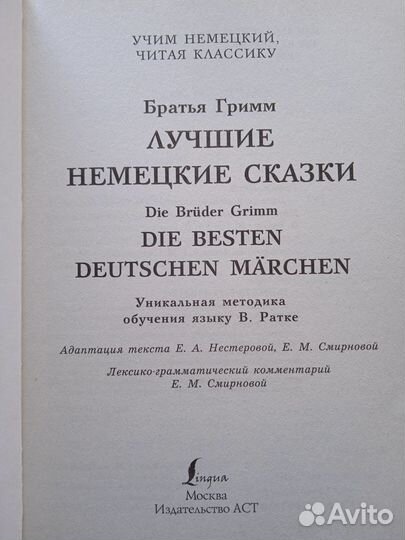 УЧИМ НЕМЕЦКИЙ,
ЧИТАЯ КЛАССИКУ
Братья Гримм
ЛУЧШИЕ
НЕМЕЦКИЕ СКАЗКИ
Die Brüder Grimm
DIE BESTEN
DEUTSCHEN MÄRCHEN
Уникальная методика
обучения языку В. Ратке
Адаптация текста Е. А. Нестеровой, Е. М. Смирновой
Лексико-грамматический комментарий
Е. М. Смирновой
Lingua
Москва
Издательство АСТ
Avito